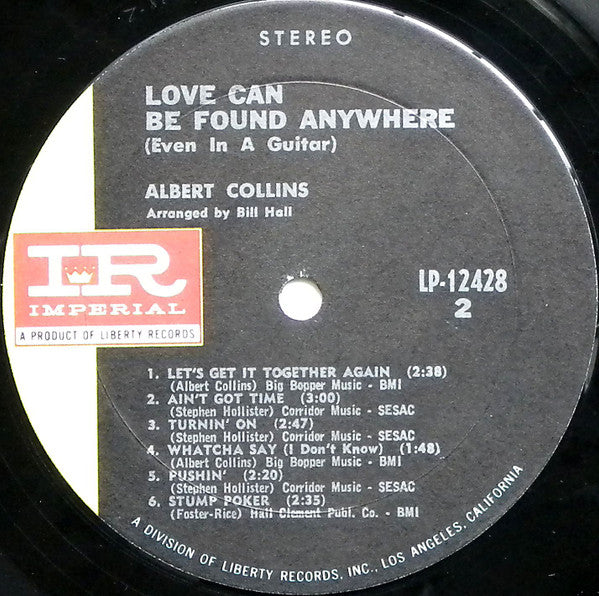 STEREO
LOVE CAN
BE FOUND ANYWHERE
(Even In A Guitar)
ALBERT COLLINS
Arranged by Bill Hall
IR
IMPERIAL
A PRODUCT OF LIBERTY RECORDS
LP-12428
2
1. LET'S GET IT TOGETHER AGAIN (2:38)
(Albert Collins) Big Bopper Music - BMI
2. AIN'T GOT TIME (3:00)
(Stephen Hollister) Corridor Music - SESAC
3. TURNIN' ON (2:47)
(Stephen Hollister) Corridor Music - SESAC
4. WHATCHA SAY (I Don't Know) (1:48)
(Albert Collins) Big Bopper Music - BMI
5. PUSHIN' (2:20)
(Stephen Hollister) Corridor Music - SESAC
6. STUMP POKER (2:35)
(Foster-Rice) Hall Clement Publ. Co. - BMI
A DIVISION OF LIBERTY RECORDS, INC., LOS ANGELES, CALIFORNIA